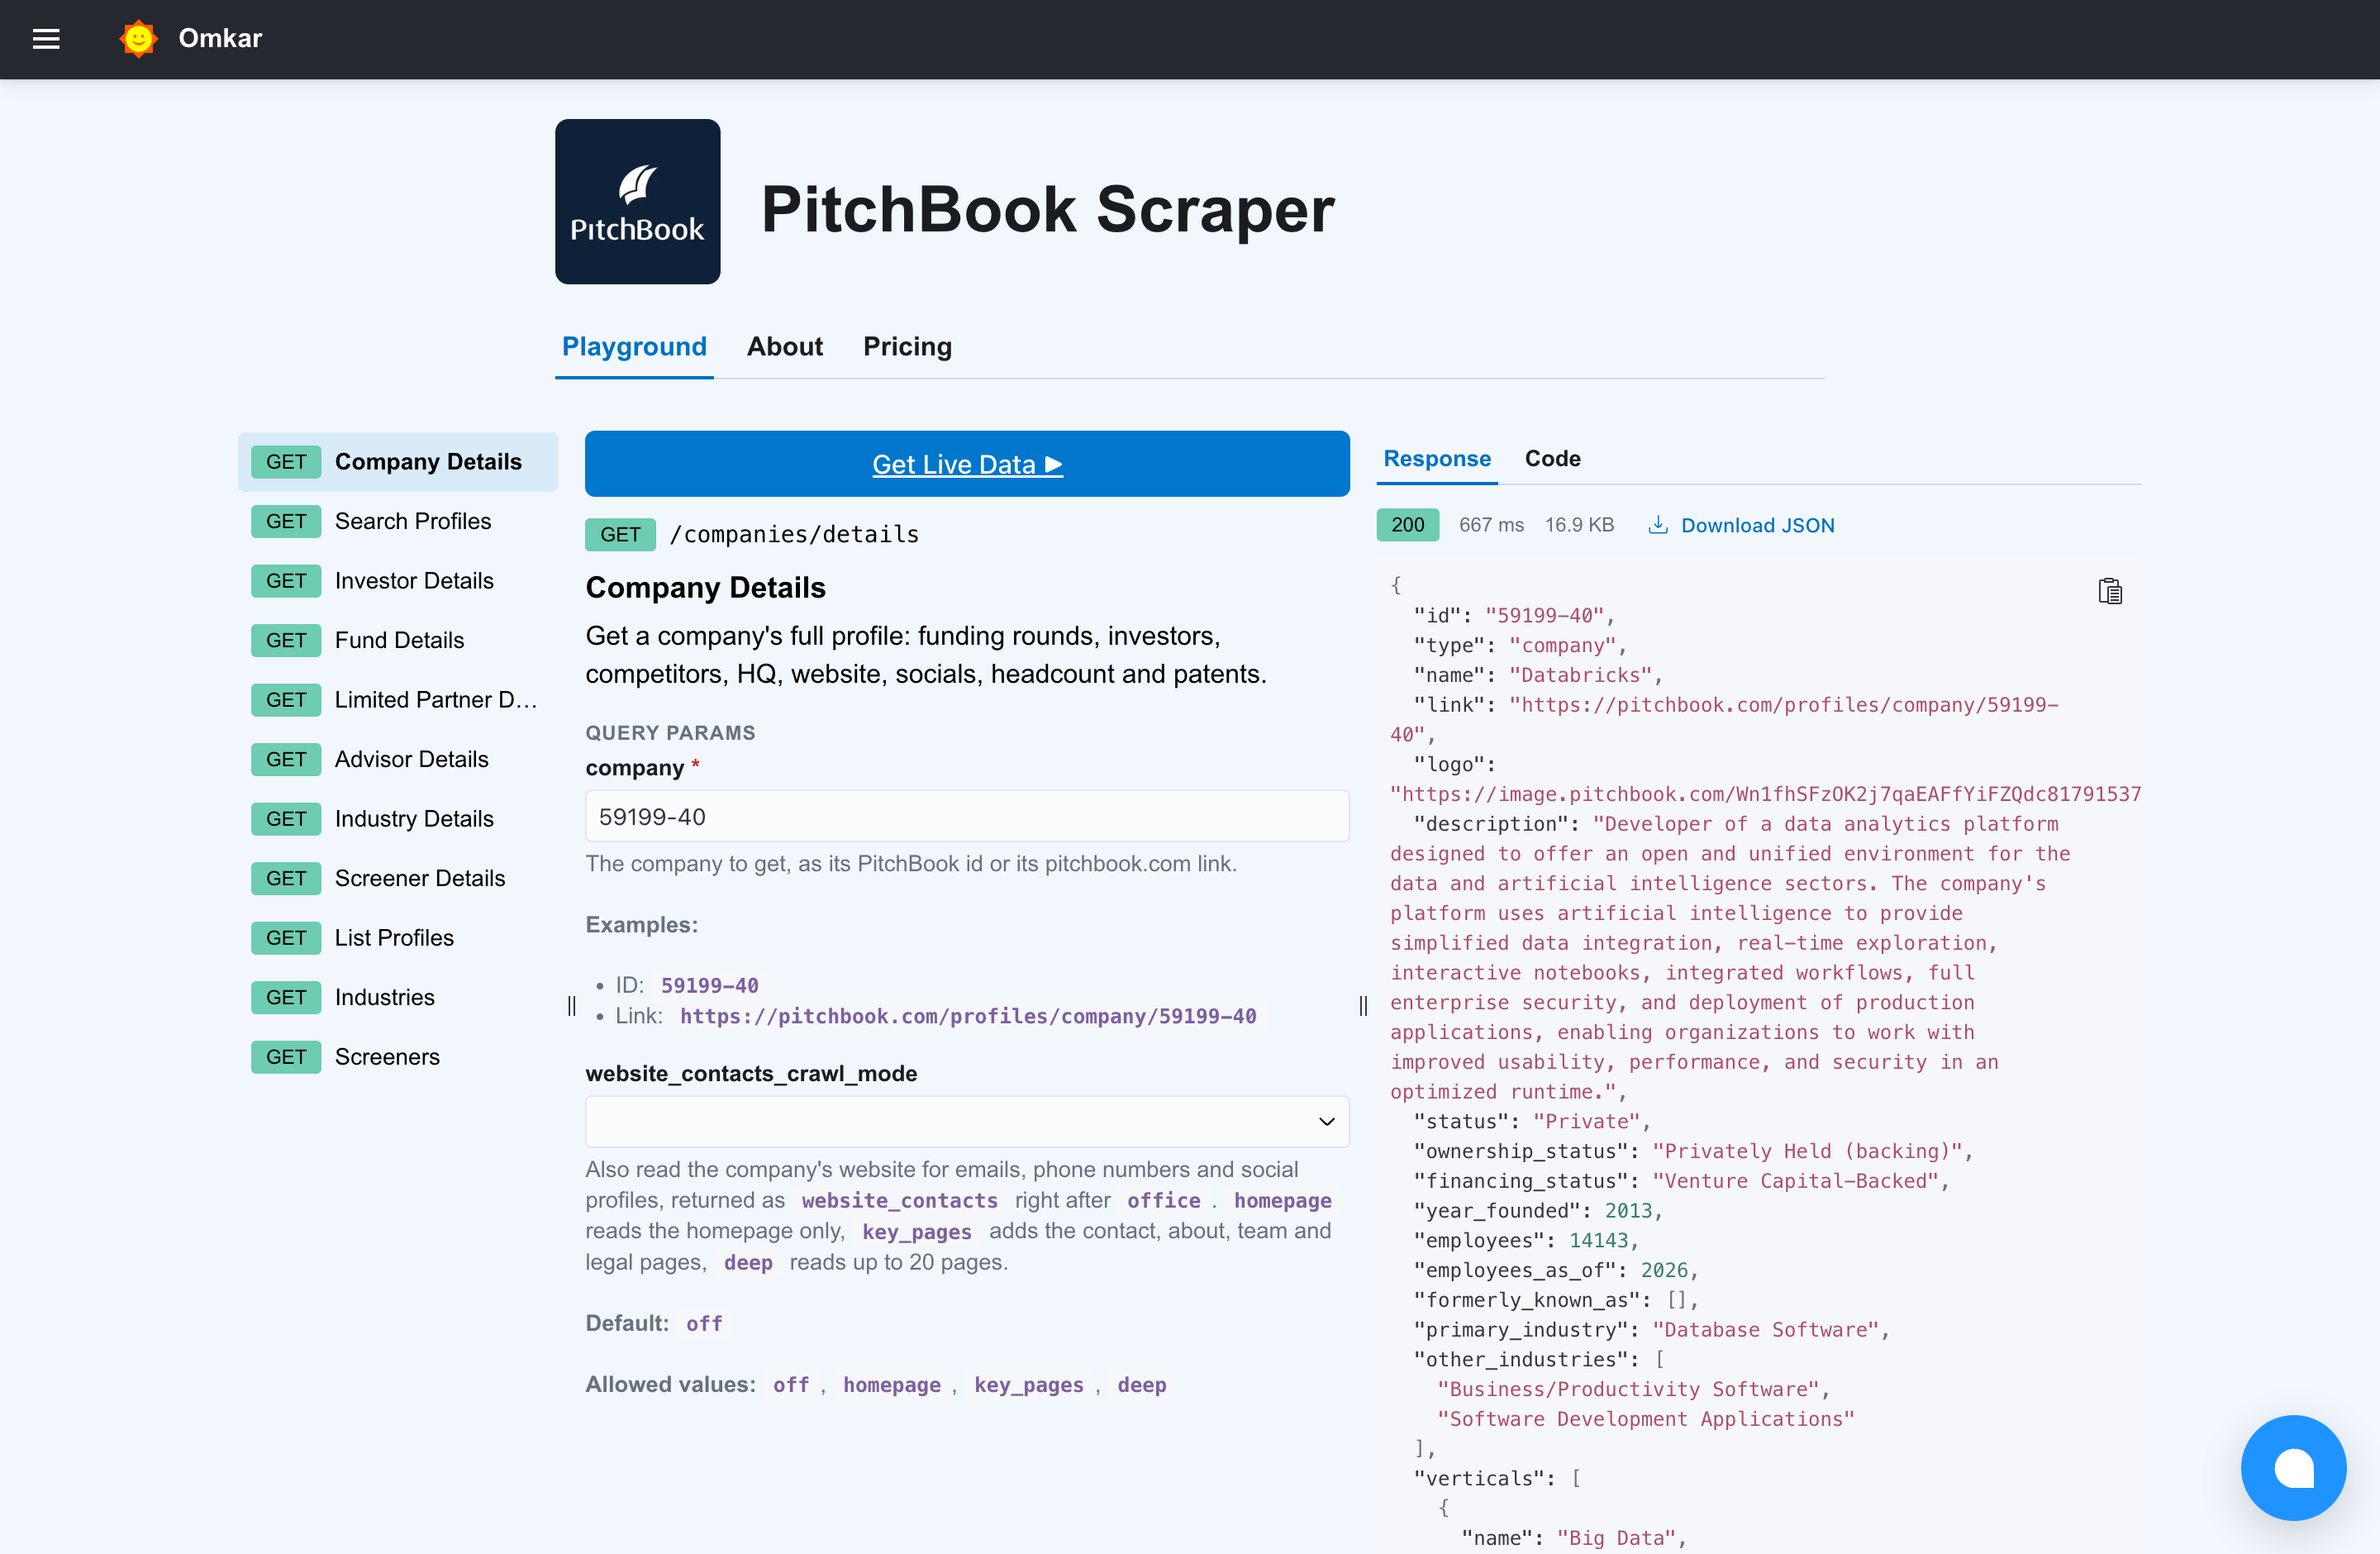 Omkar
PitchBook
PitchBook Scraper
Playground
About
Pricing
GET Company Details
GET Search Profiles
GET Investor Details
GET Fund Details
GET Limited Partner D…
GET Advisor Details
GET Industry Details
GET Screener Details
GET List Profiles
GET Industries
GET Screeners
Get Live Data ▶
GET /companies/details
Company Details
Get a company's full profile: funding rounds, investors,
competitors, HQ, website, socials, headcount and patents.
QUERY PARAMS
company *
59199-40
The company to get, as its PitchBook id or its pitchbook.com link.
Examples:
• ID: 59199-40
• Link: https://pitchbook.com/profiles/company/59199-40
website_contacts_crawl_mode
Also read the company's website for emails, phone numbers and social
profiles, returned as website_contacts right after office . homepage
reads the homepage only, key_pages adds the contact, about, team and
legal pages, deep reads up to 20 pages.
Default: off
Allowed values: off , homepage , key_pages , deep
Response
Code
200 667 ms 16.9 KB Download JSON
{
"id": "59199-40",
"type": "company",
"name": "Databricks",
"link": "https://pitchbook.com/profiles/company/59199-
40",
"logo":
"https://image.pitchbook.com/Wn1fhSFzOK2j7qaEAFfYiFZQdc81791537
"description": "Developer of a data analytics platform
designed to offer an open and unified environment for the
data and artificial intelligence sectors. The company's
platform uses artificial intelligence to provide
simplified data integration, real-time exploration,
interactive notebooks, integrated workflows, full
enterprise security, and deployment of production
applications, enabling organizations to work with
improved usability, performance, and security in an
optimized runtime.",
"status": "Private",
"ownership_status": "Privately Held (backing)",
"financing_status": "Venture Capital-Backed",
"year_founded": 2013,
"employees": 14143,
"employees_as_of": 2026,
"formerly_known_as": [],
"primary_industry": "Database Software",
"other_industries": [
"Business/Productivity Software",
"Software Development Applications"
],
"verticals": [
{
"name": "Big Data",